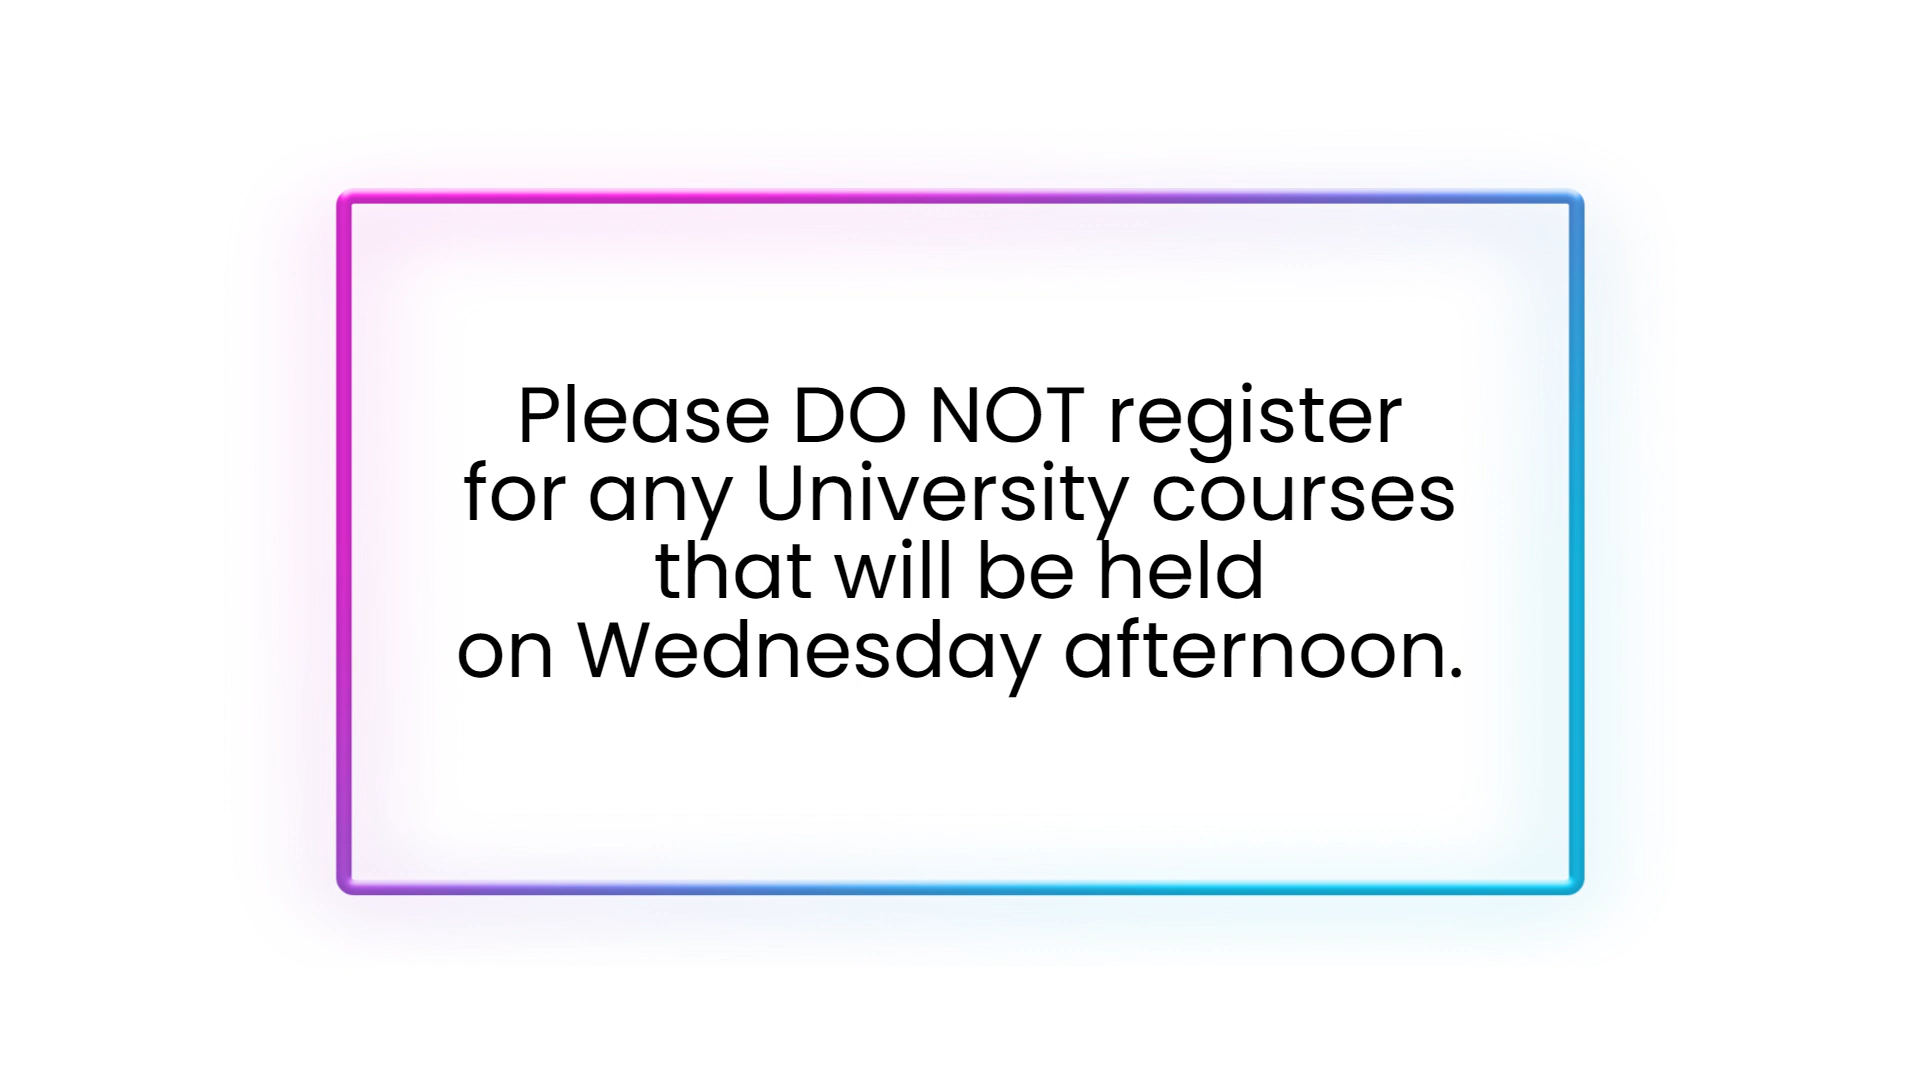 Please DO NOT register
for any University courses
that will be held
on Wednesday afternoon.